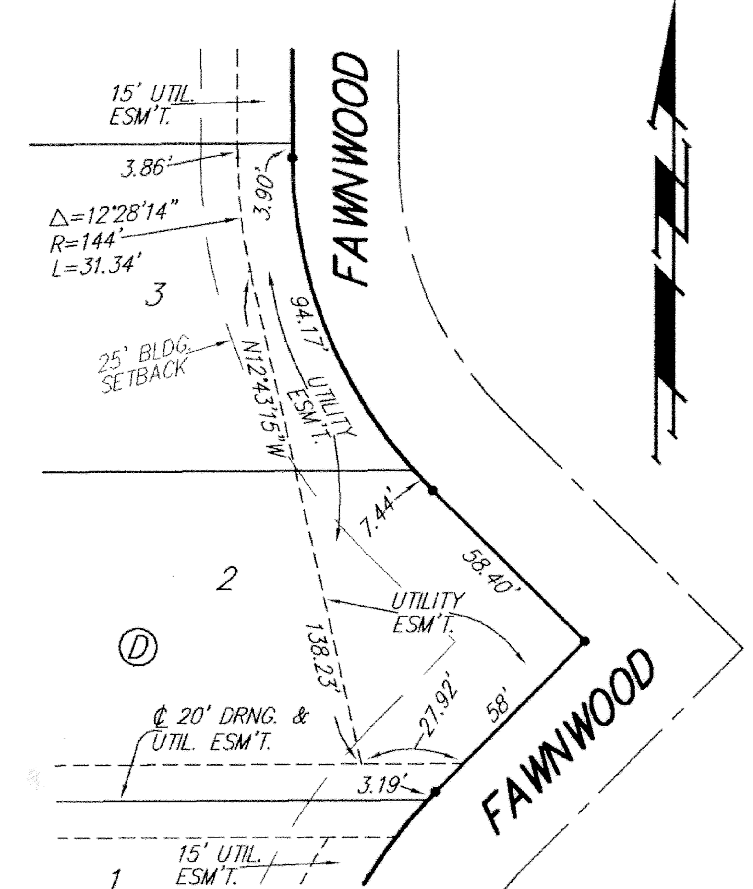 15' UTIL.
ESM'T.
FAWNWOOD
3.86'
3.90'
Δ=12°28'14"
R=144'
L=31.34'
3
94.17'
25' BLDG.
SETBACK
N12°43'15"W
UTILITY
ESM'T.
7.44'
58.40'
2
UTILITY
ESM'T.
D
138.23'
27.92'
58'
FAWNWOOD
℄ 20' DRNG. &
UTIL. ESM'T.
3.19'
15' UTIL.
ESM'T.
1